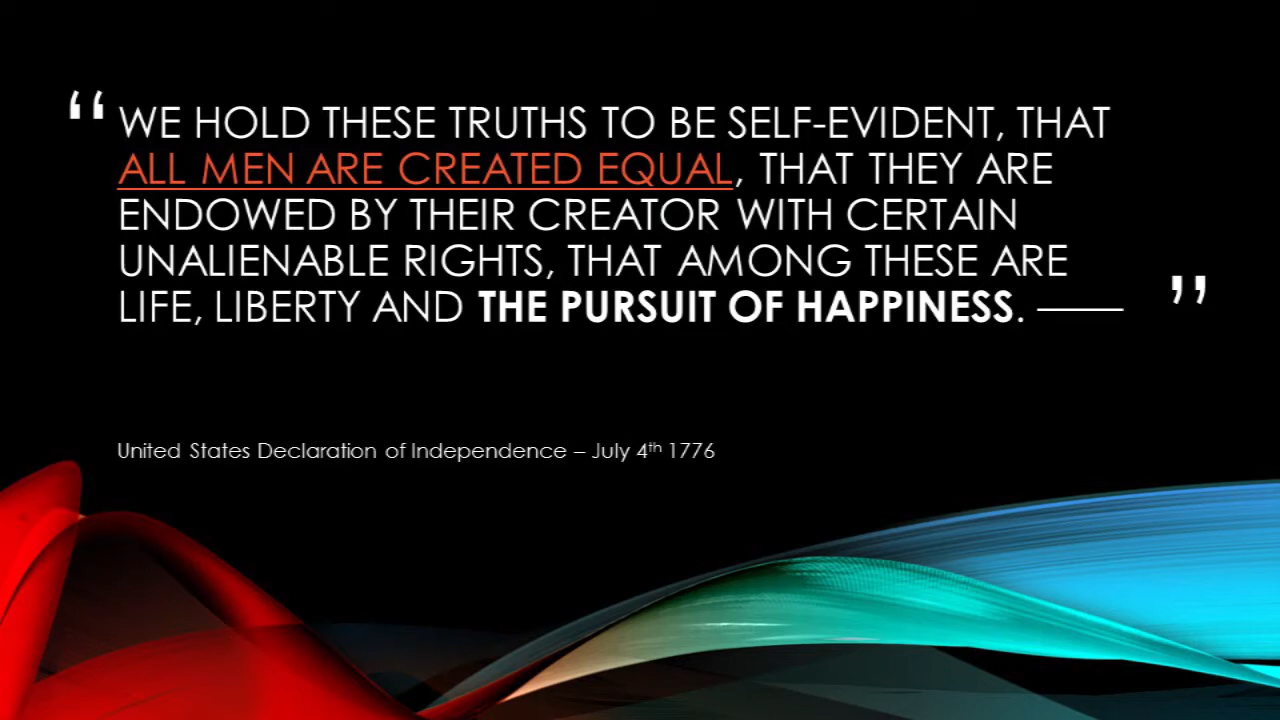 “WE HOLD THESE TRUTHS TO BE SELF-EVIDENT, THAT
ALL MEN ARE CREATED EQUAL, THAT THEY ARE
ENDOWED BY THEIR CREATOR WITH CERTAIN
UNALIENABLE RIGHTS, THAT AMONG THESE ARE
LIFE, LIBERTY AND THE PURSUIT OF HAPPINESS. —— ”
United States Declaration of Independence – July 4th 1776